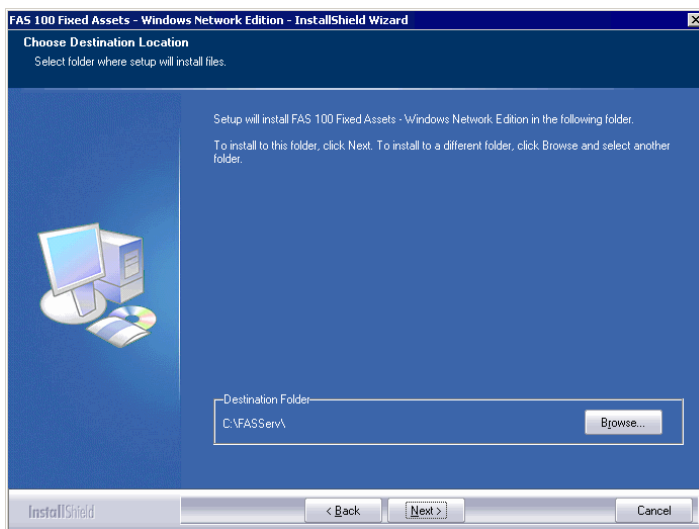 FAS 100 Fixed Assets - Windows Network Edition - InstallShield Wizard
Choose Destination Location
Select folder where setup will install files.
Setup will install FAS 100 Fixed Assets - Windows Network Edition in the following folder.
To install to this folder, click Next. To install to a different folder, click Browse and select another
folder.
Destination Folder
C:\FASServ\
Browse...
InstallShield
< Back
Next >
Cancel